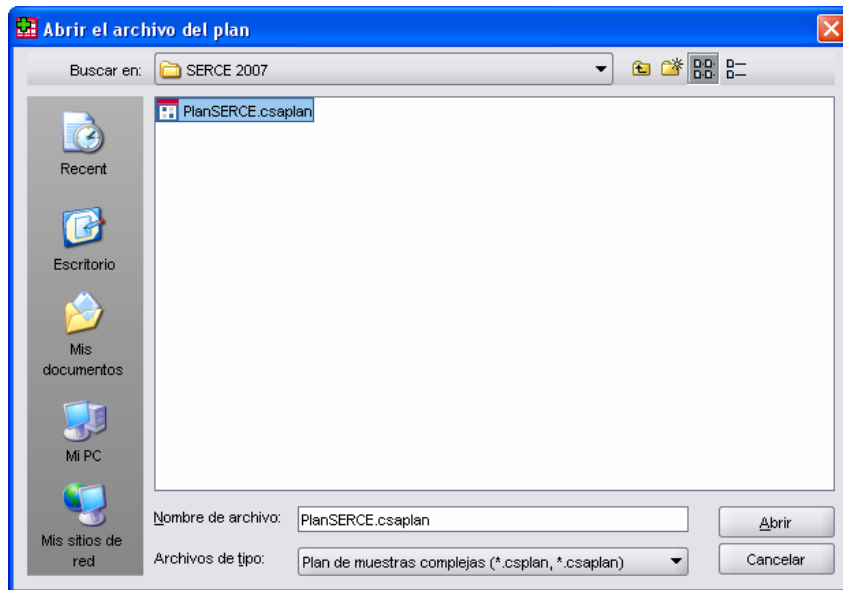 Abrir el archivo del plan
Buscar en: SERCE 2007
PlanSERCE.csaplan
Recent
Escritorio
Mis
documentos
Mi PC
Mis sitios de
red
Nombre de archivo: PlanSERCE.csaplan
Abrir
Archivos de tipo: Plan de muestras complejas (*.csplan, *.csaplan)
Cancelar